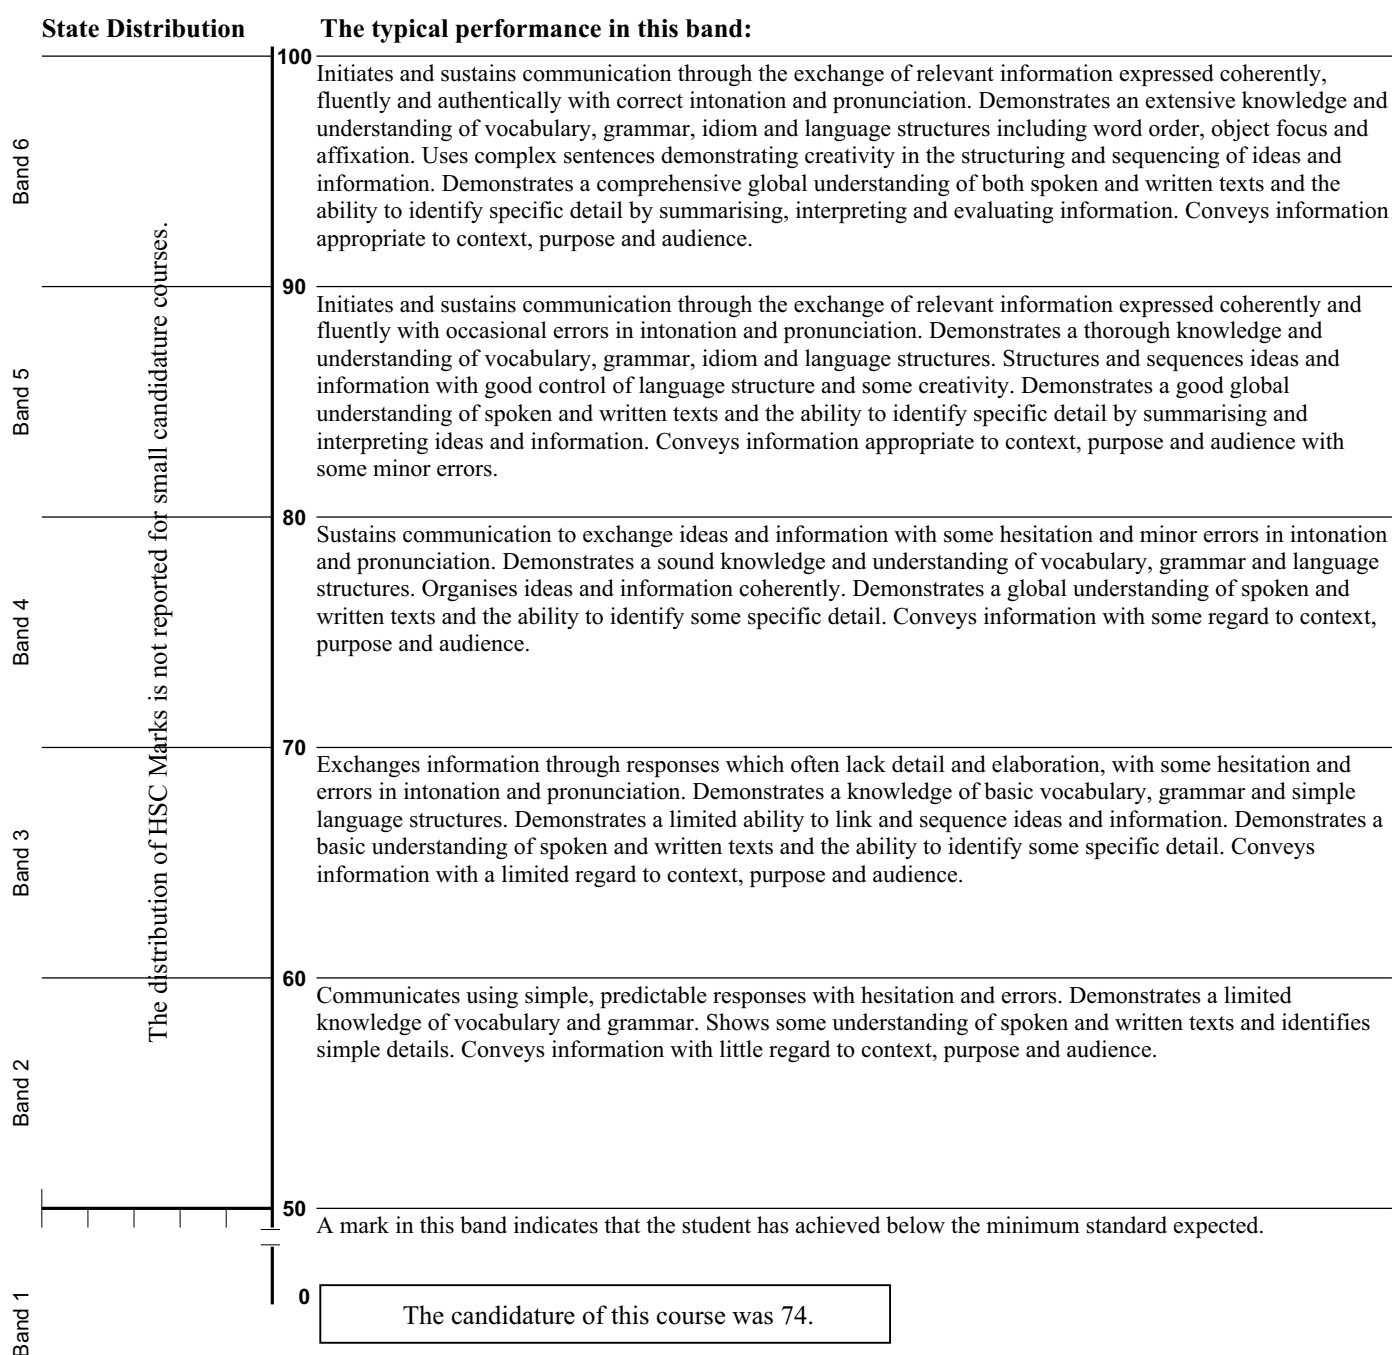 State Distribution
The typical performance in this band:
The distribution of HSC Marks is not reported for small candidature courses.
Band 6
100
Initiates and sustains communication through the exchange of relevant information expressed coherently,
fluently and authentically with correct intonation and pronunciation. Demonstrates an extensive knowledge and
understanding of vocabulary, grammar, idiom and language structures including word order, object focus and
affixation. Uses complex sentences demonstrating creativity in the structuring and sequencing of ideas and
information. Demonstrates a comprehensive global understanding of both spoken and written texts and the
ability to identify specific detail by summarising, interpreting and evaluating information. Conveys information
appropriate to context, purpose and audience.
Band 5
90
Initiates and sustains communication through the exchange of relevant information expressed coherently and
fluently with occasional errors in intonation and pronunciation. Demonstrates a thorough knowledge and
understanding of vocabulary, grammar, idiom and language structures. Structures and sequences ideas and
information with good control of language structure and some creativity. Demonstrates a good global
understanding of spoken and written texts and the ability to identify specific detail by summarising and
interpreting ideas and information. Conveys information appropriate to context, purpose and audience with
some minor errors.
Band 4
80
Sustains communication to exchange ideas and information with some hesitation and minor errors in intonation
and pronunciation. Demonstrates a sound knowledge and understanding of vocabulary, grammar and language
structures. Organises ideas and information coherently. Demonstrates a global understanding of spoken and
written texts and the ability to identify some specific detail. Conveys information with some regard to context,
purpose and audience.
Band 3
70
Exchanges information through responses which often lack detail and elaboration, with some hesitation and
errors in intonation and pronunciation. Demonstrates a knowledge of basic vocabulary, grammar and simple
language structures. Demonstrates a limited ability to link and sequence ideas and information. Demonstrates a
basic understanding of spoken and written texts and the ability to identify some specific detail. Conveys
information with a limited regard to context, purpose and audience.
Band 2
60
Communicates using simple, predictable responses with hesitation and errors. Demonstrates a limited
knowledge of vocabulary and grammar. Shows some understanding of spoken and written texts and identifies
simple details. Conveys information with little regard to context, purpose and audience.
Band 1
50
A mark in this band indicates that the student has achieved below the minimum standard expected.
0
The candidature of this course was 74.